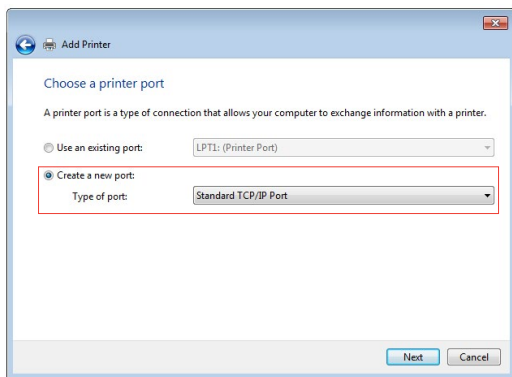 Add Printer
Choose a printer port
A printer port is a type of connection that allows your computer to exchange information with a printer.
Use an existing port: LPT1: (Printer Port)
Create a new port:
Type of port: Standard TCP/IP Port
Next Cancel